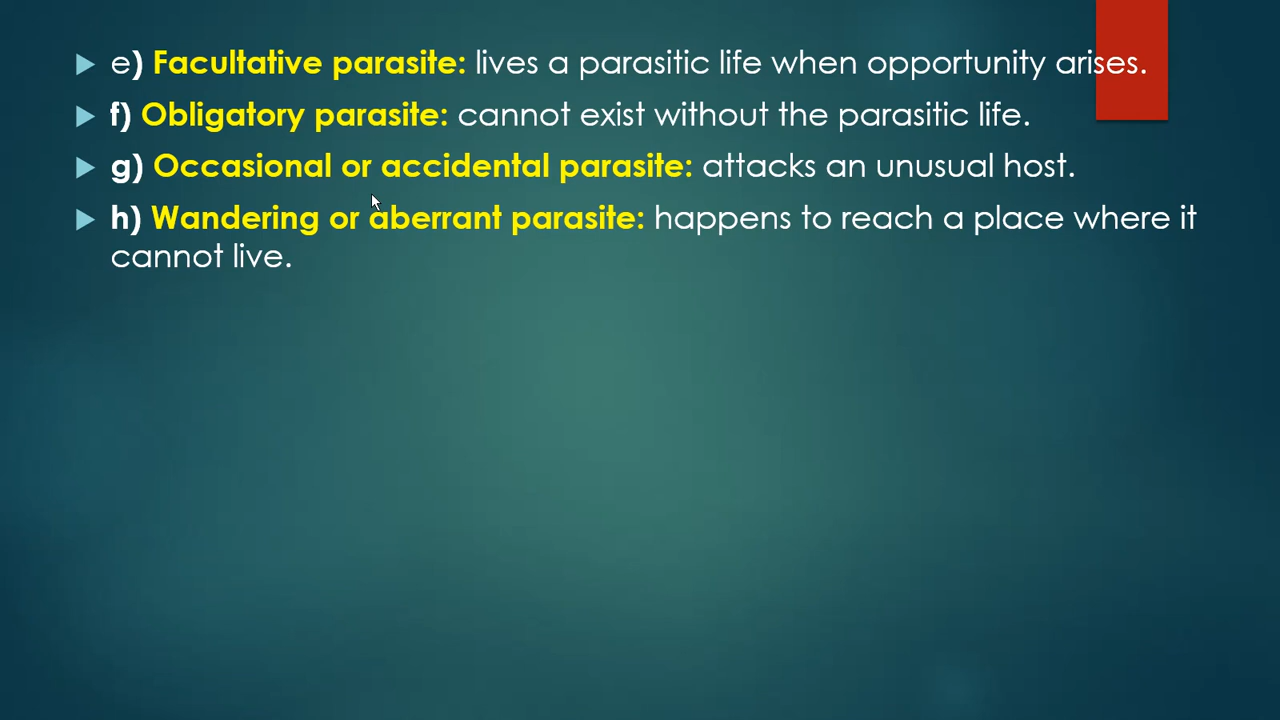 e) Facultative parasite: lives a parasitic life when opportunity arises.
f) Obligatory parasite: cannot exist without the parasitic life.
g) Occasional or accidental parasite: attacks an unusual host.
h) Wandering or aberrant parasite: happens to reach a place where it
cannot live.